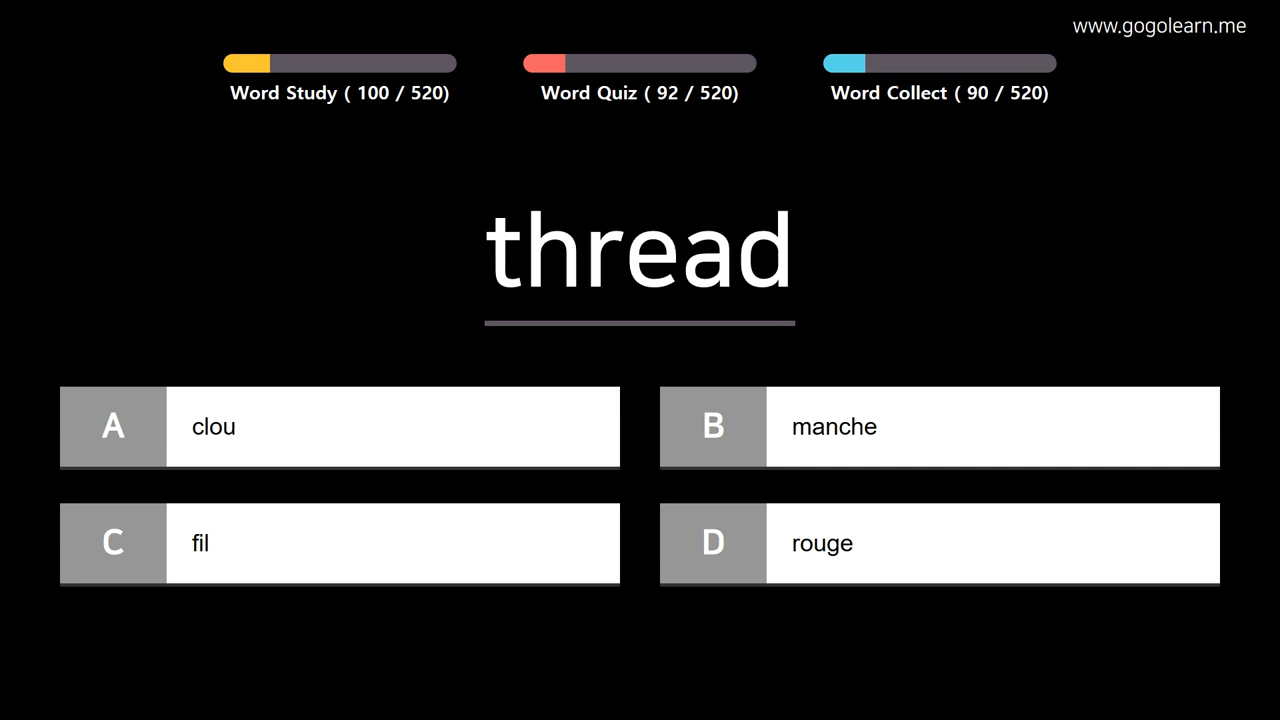 www.gogolearn.me
Word Study ( 100 / 520)
Word Quiz ( 92 / 520)
Word Collect ( 90 / 520)
thread
A clou
B manche
C fil
D rouge